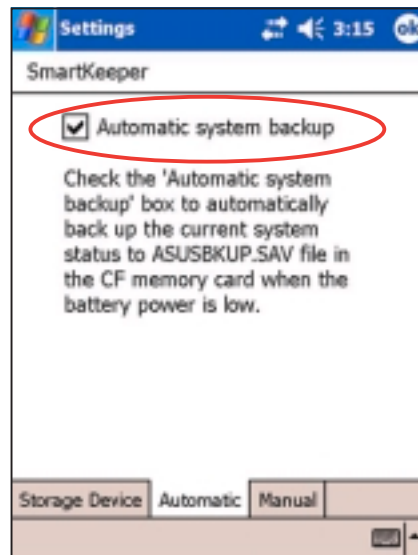 Settings 3:15 ok
SmartKeeper
Automatic system backup
Check the 'Automatic system
backup' box to automatically
back up the current system
status to ASUSBKUP.SAV file in
the CF memory card when the
battery power is low.
Storage Device Automatic Manual